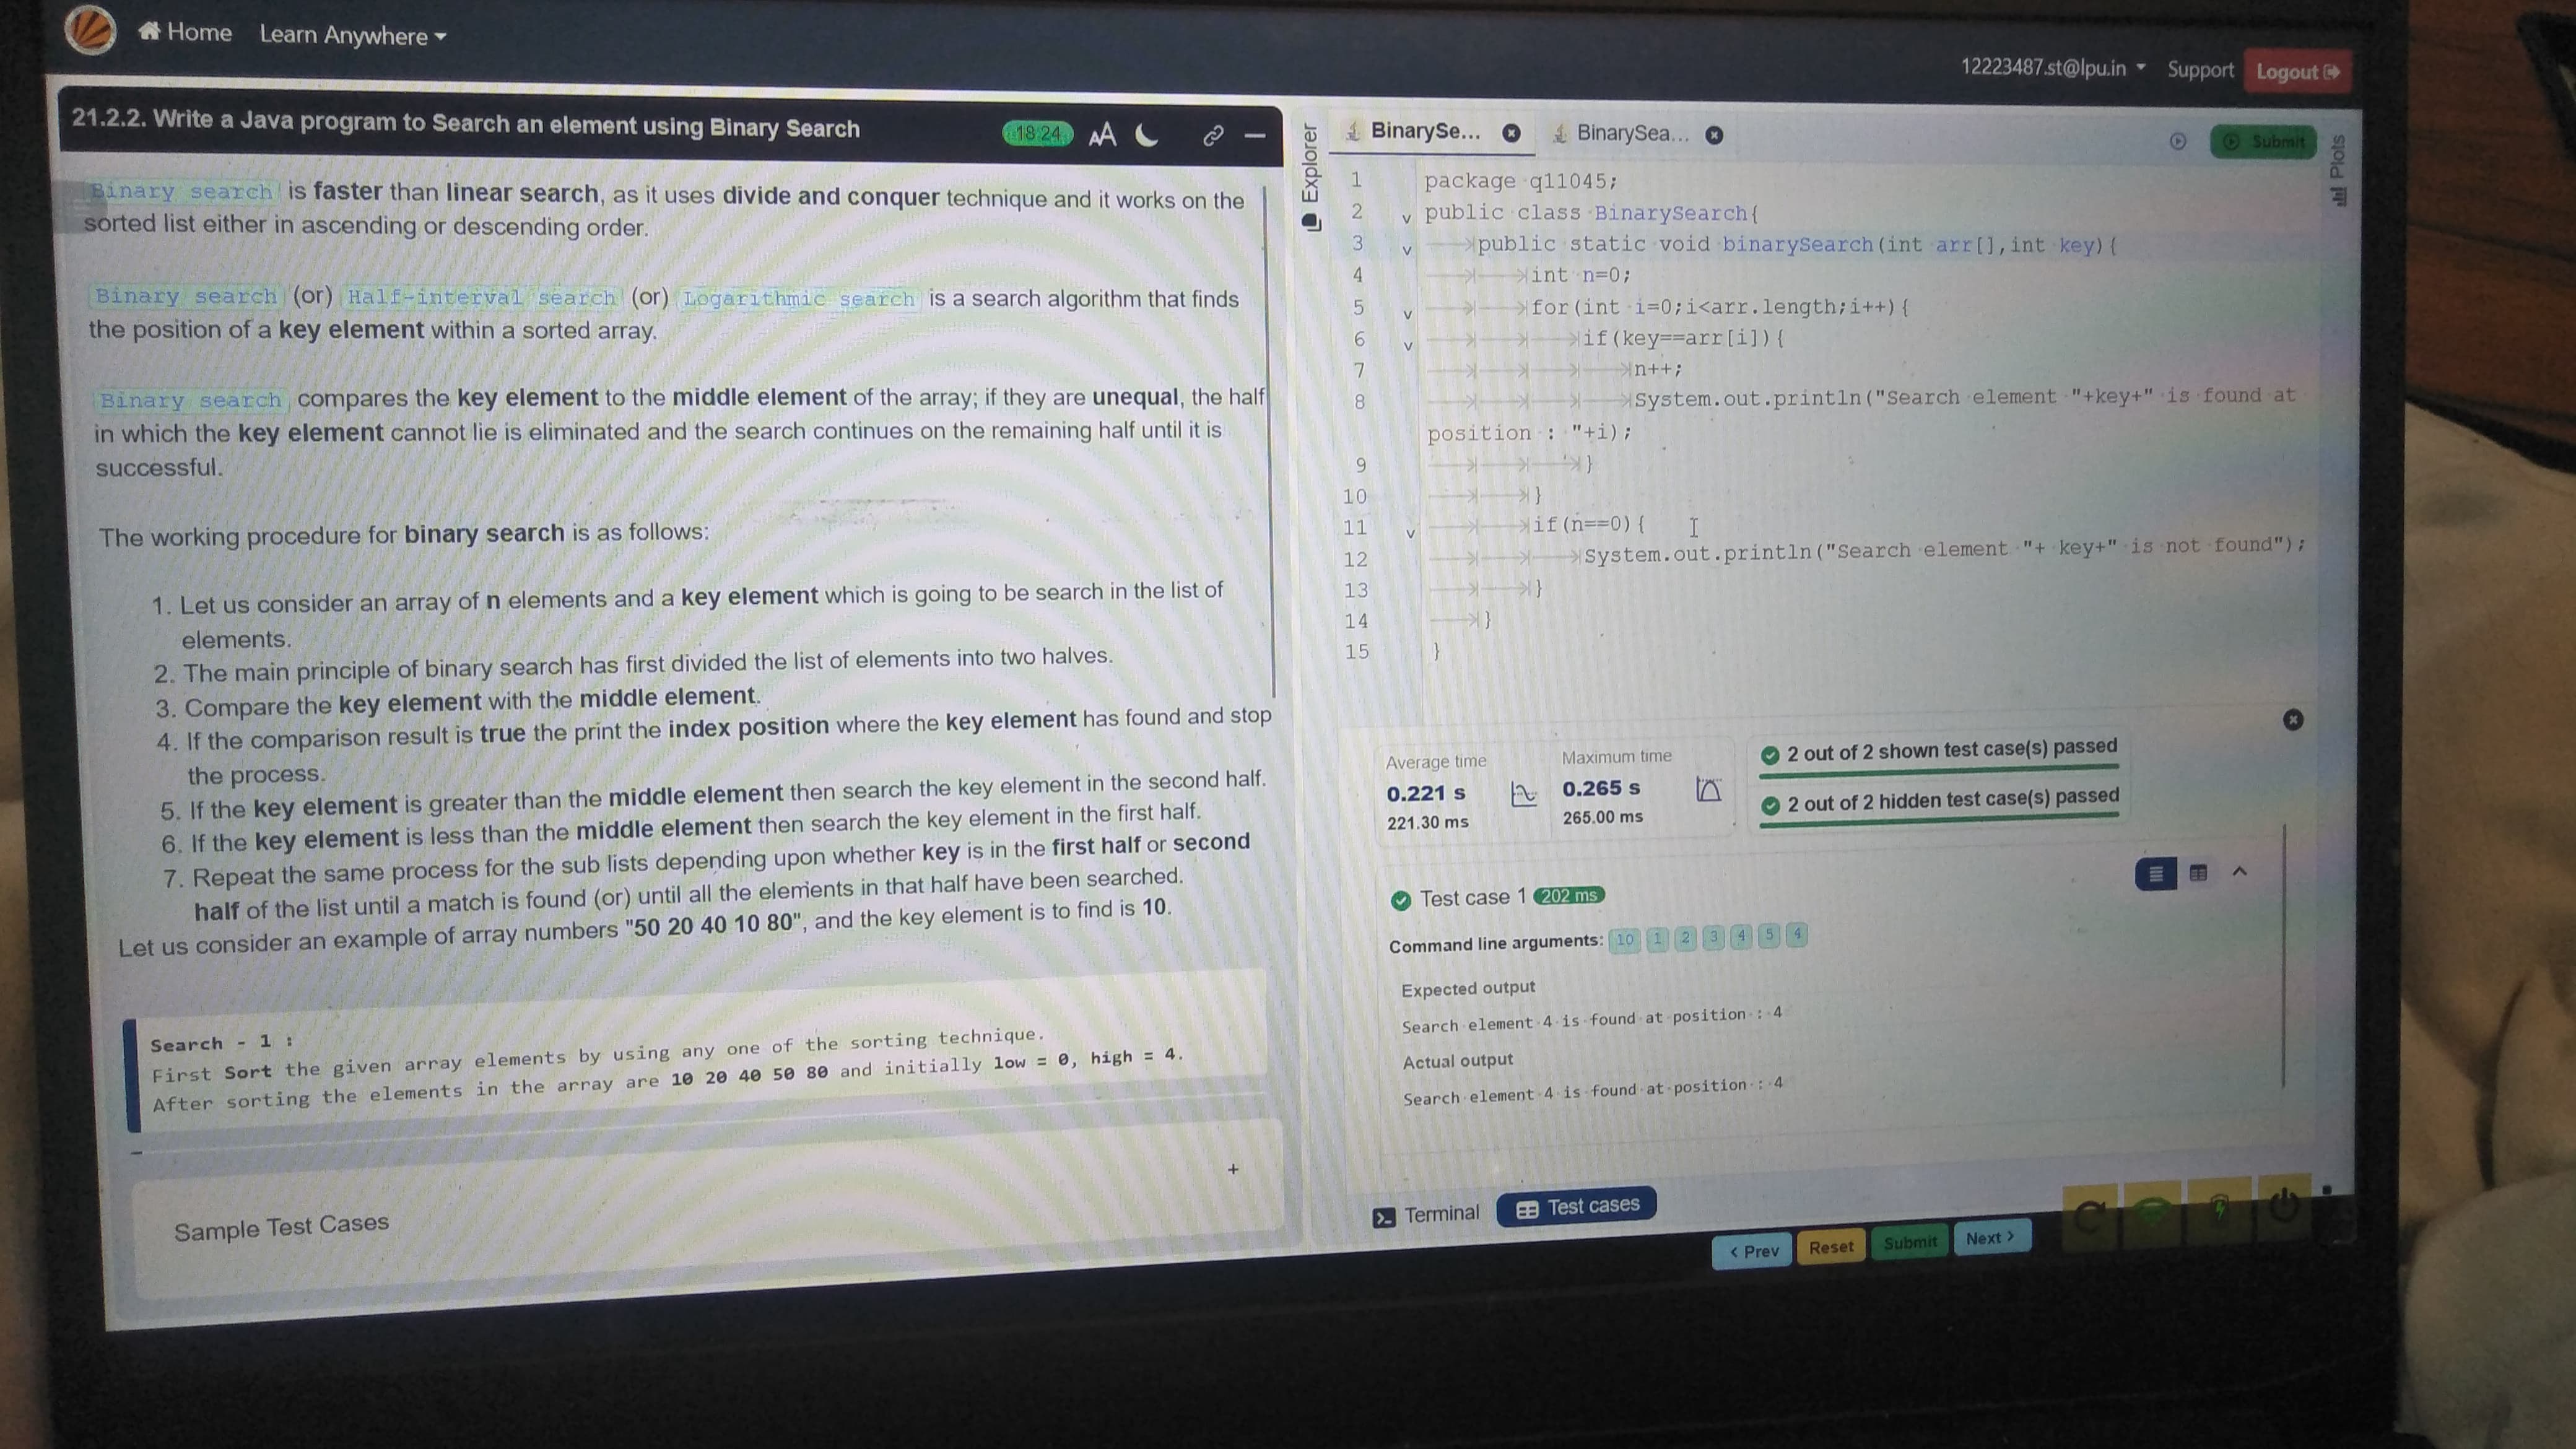 Home Learn Anywhere
12223487.st@lpu.in Support Logout
21.2.2. Write a Java program to Search an element using Binary Search 18:24 AA
Binary search is faster than linear search, as it uses divide and conquer technique and it works on the
sorted list either in ascending or descending order.
Binary search (or) Half-interval search (or) Logarithmic search is a search algorithm that finds
the position of a key element within a sorted array.
Binary search compares the key element to the middle element of the array; if they are unequal, the half
in which the key element cannot lie is eliminated and the search continues on the remaining half until it is
successful.
The working procedure for binary search is as follows:
1. Let us consider an array of n elements and a key element which is going to be search in the list of
elements.
2. The main principle of binary search has first divided the list of elements into two halves.
3. Compare the key element with the middle element.
4. If the comparison result is true the print the index position where the key element has found and stop
the process.
5. If the key element is greater than the middle element then search the key element in the second half.
6. If the key element is less than the middle element then search the key element in the first half.
7. Repeat the same process for the sub lists depending upon whether key is in the first half or second
half of the list until a match is found (or) until all the elements in that half have been searched.
Let us consider an example of array numbers "50 20 40 10 80", and the key element is to find is 10.
Search - 1 :
First Sort the given array elements by using any one of the sorting technique.
After sorting the elements in the array are 10 20 40 50 80 and initially low = 0, high = 4.
+
Sample Test Cases
Explorer
BinarySe... BinarySea... Submit
Plots
1 package q11045;
2 public class BinarySearch{
3 public static void binarySearch(int arr[],int key){
4 int n=0;
5 for(int i=0;i<arr.length;i++){
6 if(key==arr[i]){
7 n++;
8 System.out.println("Search element "+key+" is found at
position : "+i);
9 }
10 }
11 if(n==0){
12 System.out.println("Search element "+ key+" is not found");
13 }
14 }
15 }
Average time Maximum time
0.221 s 0.265 s
221.30 ms 265.00 ms
2 out of 2 shown test case(s) passed
2 out of 2 hidden test case(s) passed
Test case 1 202 ms
Command line arguments: 10 1 2 3 4 5 4
Expected output
Search element 4 is found at position : 4
Actual output
Search element 4 is found at position : 4
Terminal Test cases
< Prev Reset Submit Next >